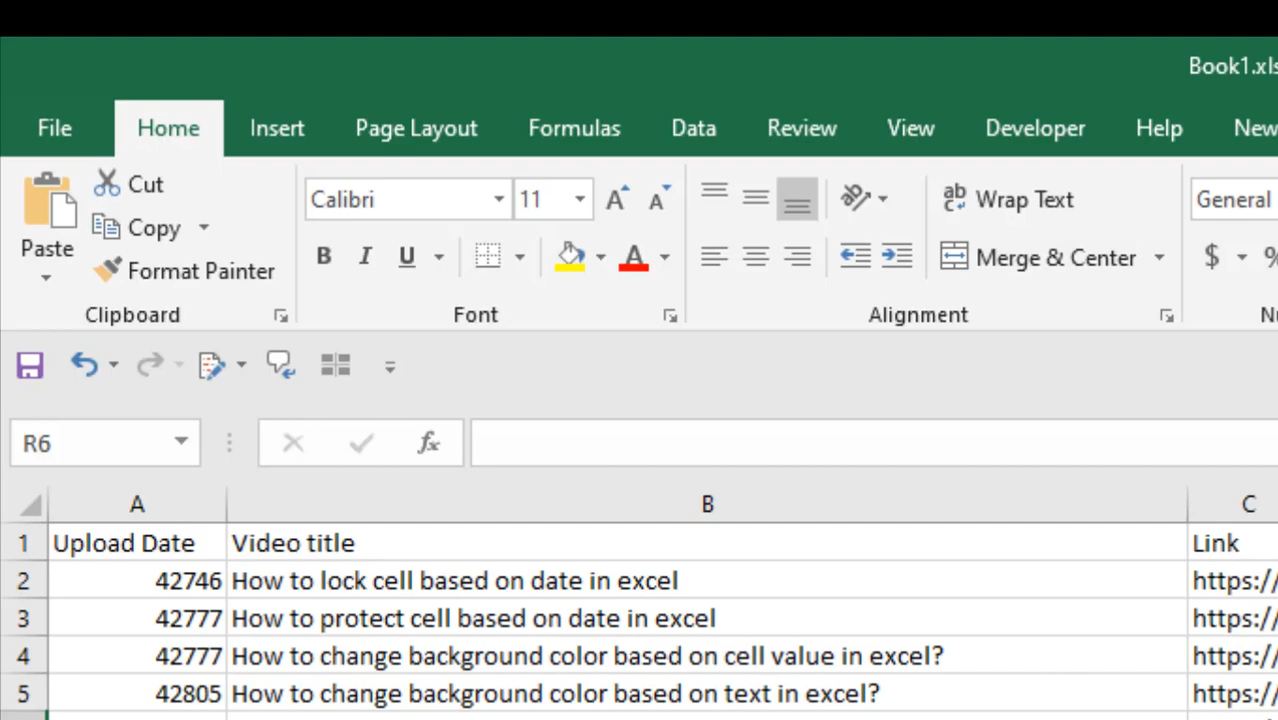 Book1.xls
File Home Insert Page Layout Formulas Data Review View Developer Help New
Cut
Copy
Paste
Format Painter
Clipboard
Calibri 11
B I U
Font
Wrap Text
Merge & Center
Alignment
General
$ %
R6 fx
A B C
1 Upload Date Video title Link
2 42746 How to lock cell based on date in excel https://
3 42777 How to protect cell based on date in excel https://
4 42777 How to change background color based on cell value in excel? https://
5 42805 How to change background color based on text in excel? https://